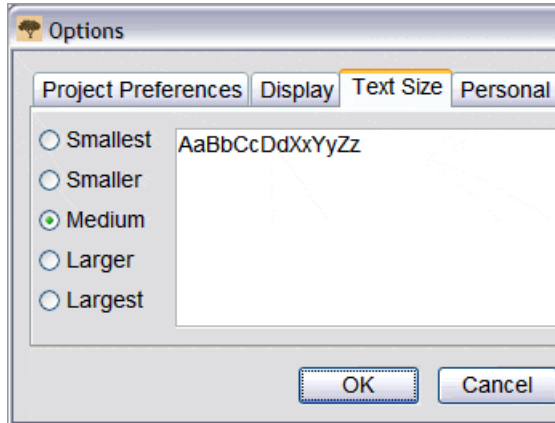 Options
Project Preferences Display Text Size Personal
Smallest
AaBbCcDdXxYyZz
Smaller
Medium
Larger
Largest
OK Cancel